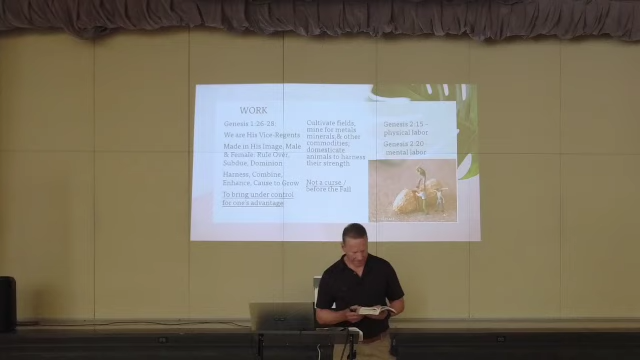 WORK
Genesis 1:26-28
We are His Vice-Regents
Made in His Image, Male
& Female: Rule Over,
Subdue, Dominion
Harness, Combine,
Enhance, Cause to Grow
To bring under control
for one's advantage
Cultivate fields,
mine for metals
minerals,& other
commodities,
domesticate
animals to harness
their strength
Not a curse /
before the Fall
Genesis 2:15 –
physical labor
Genesis 2:20 –
mental labor